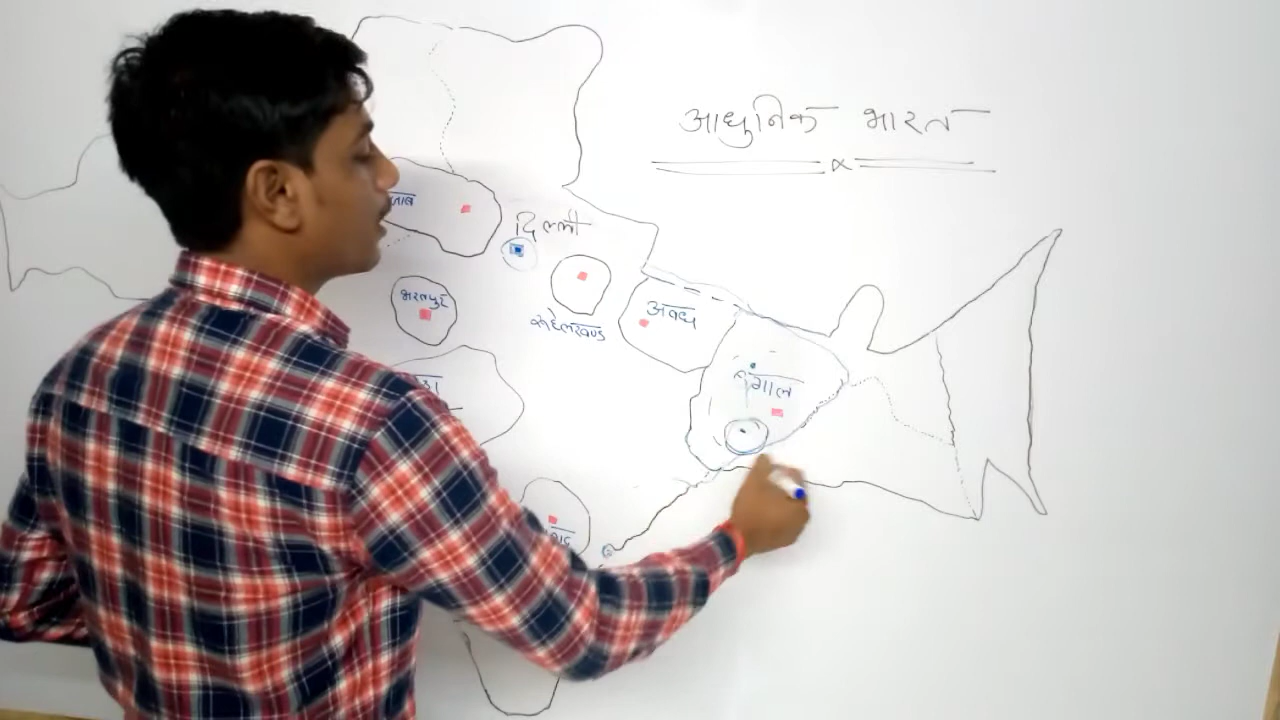 आधुनिक भारत
दिल्ली
भरतपुर
रूहेलखण्ड
अवध
बंगाल